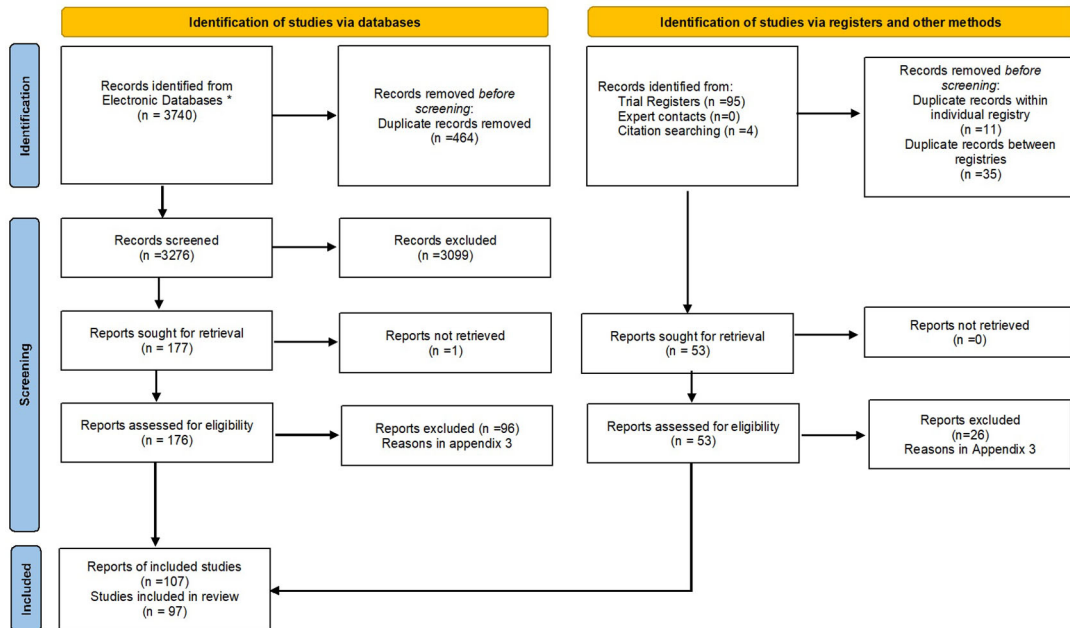 Identification of studies via databases
Identification of studies via registers and other methods
Identification
Records identified from
Electronic Databases *
(n = 3740)
Records removed before
screening:
Duplicate records removed
(n =464)
Records identified from:
Trial Registers (n =95)
Expert contacts (n=0)
Citation searching (n =4)
Records removed before
screening:
Duplicate records within
individual registry
(n =11)
Duplicate records between
registries
(n =35)
Screening
Records screened
(n =3276)
Records excluded
(n =3099)
Reports sought for retrieval
(n = 177)
Reports not retrieved
(n =1)
Reports sought for retrieval
(n = 53)
Reports not retrieved
(n =0)
Reports assessed for eligibility
(n = 176)
Reports excluded (n =96)
Reasons in appendix 3
Reports assessed for eligibility
(n = 53)
Reports excluded
(n=26)
Reasons in Appendix 3
Included
Reports of included studies
(n =107)
Studies included in review
(n = 97)